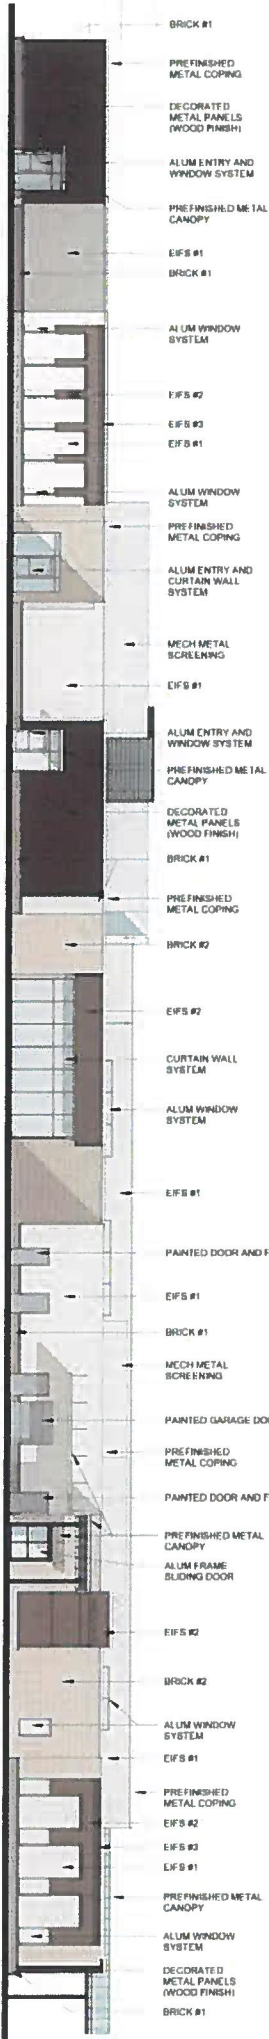 BRICK #1
PREFINISHED
METAL COPING
DECORATED
METAL PANELS
(WOOD FINISH)
ALUM ENTRY AND
WINDOW SYSTEM
PREFINISHED METAL
CANOPY
EIFS #1
BRICK #1
ALUM WINDOW
SYSTEM
EIFS #2
EIFS #3
EIFS #1
ALUM WINDOW
SYSTEM
PREFINISHED
METAL COPING
ALUM ENTRY AND
CURTAIN WALL
SYSTEM
MECH METAL
SCREENING
EIFS #1
ALUM ENTRY AND
WINDOW SYSTEM
PREFINISHED METAL
CANOPY
DECORATED
METAL PANELS
(WOOD FINISH)
BRICK #1
PREFINISHED
METAL COPING
BRICK #2
EIFS #2
CURTAIN WALL
SYSTEM
ALUM WINDOW
SYSTEM
EIFS #1
PAINTED DOOR AND F
EIFS #1
BRICK #1
MECH METAL
SCREENING
PAINTED GARAGE DO
PREFINISHED
METAL COPING
PAINTED DOOR AND F
PREFINISHED METAL
CANOPY
ALUM FRAME
SLIDING DOOR
EIFS #2
BRICK #2
ALUM WINDOW
SYSTEM
EIFS #1
PREFINISHED
METAL COPING
EIFS #2
EIFS #3
EIFS #1
PREFINISHED METAL
CANOPY
ALUM WINDOW
SYSTEM
DECORATED
METAL PANELS
(WOOD FINISH)
BRICK #1